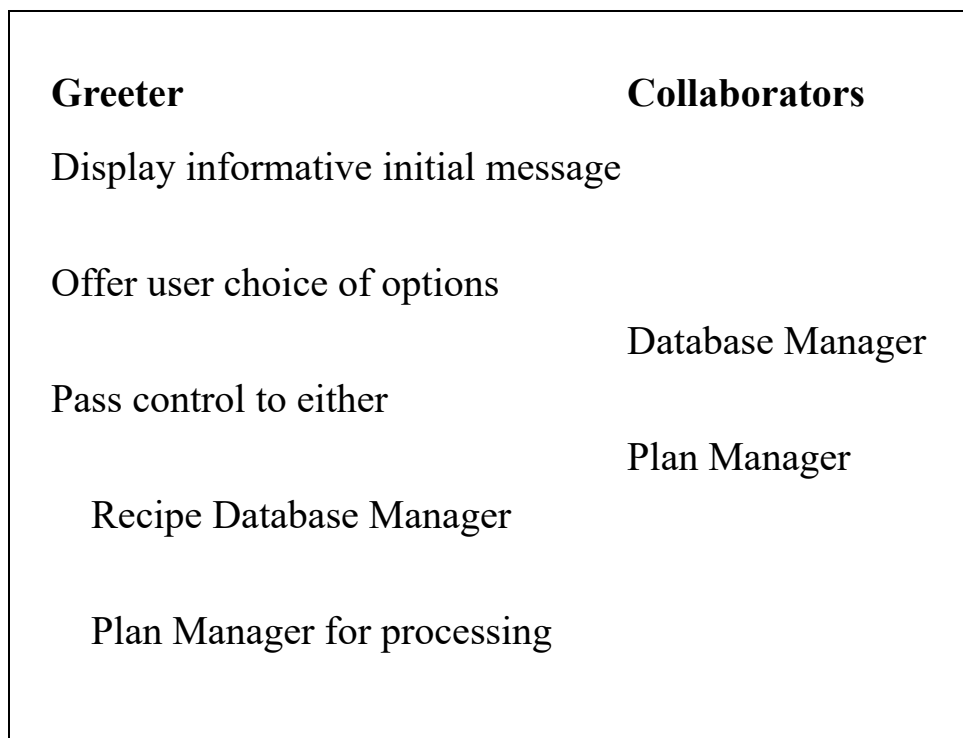 Greeter Collaborators
Display informative initial message
Offer user choice of options
Database Manager
Pass control to either
Plan Manager
Recipe Database Manager
Plan Manager for processing